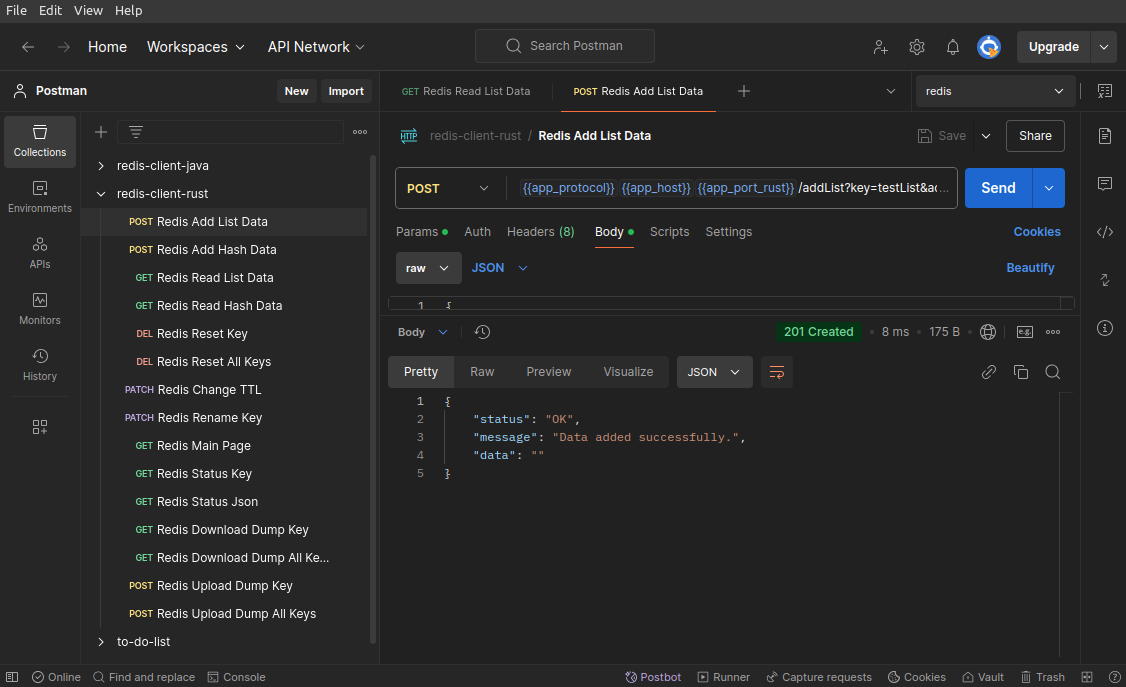 File Edit View Help
Home Workspaces API Network Search Postman Upgrade
Postman New Import GET Redis Read List Data POST Redis Add List Data redis
Collections
Environments
APIs
Monitors
History
redis-client-java
redis-client-rust
POST Redis Add List Data
POST Redis Add Hash Data
GET Redis Read List Data
GET Redis Read Hash Data
DEL Redis Reset Key
DEL Redis Reset All Keys
PATCH Redis Change TTL
PATCH Redis Rename Key
GET Redis Main Page
GET Redis Status Key
GET Redis Status Json
GET Redis Download Dump Key
GET Redis Download Dump All Ke...
POST Redis Upload Dump Key
POST Redis Upload Dump All Keys
to-do-list
HTTP redis-client-rust / Redis Add List Data Save Share
POST {{app_protocol}} {{app_host}} {{app_port_rust}} /addList?key=testList&ac... Send
Params Auth Headers (8) Body Scripts Settings Cookies
raw JSON Beautify
1 {
Body 201 Created 8 ms 175 B e.g.
Pretty Raw Preview Visualize JSON
1 {
2 "status": "OK",
3 "message": "Data added successfully.",
4 "data": ""
5 }
Online Find and replace Console Postbot Runner Capture requests Cookies Vault Trash